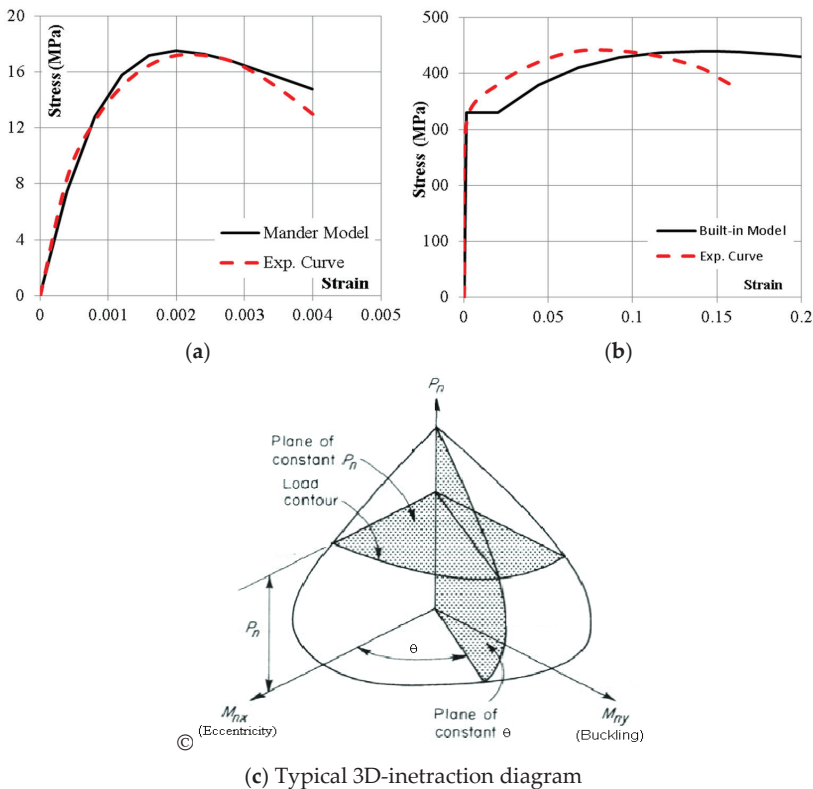 20
16
12
8
4
0
Stress (MPa)
Mander Model
Exp. Curve
Strain
0 0.001 0.002 0.003 0.004 0.005
(a)
500
400
00
00
100
0
Stress (MPa)
Built-in Model
Exp. Curve
Strain
0 0.05 0.1 0.15 0.2
(b)
Pn
Plane of
constant Pn
Load
contour
Pn
θ
Mnx
(Eccentricity)
©
Plane of
constant θ
Mny
(Buckling)
(c) Typical 3D-inetraction diagram